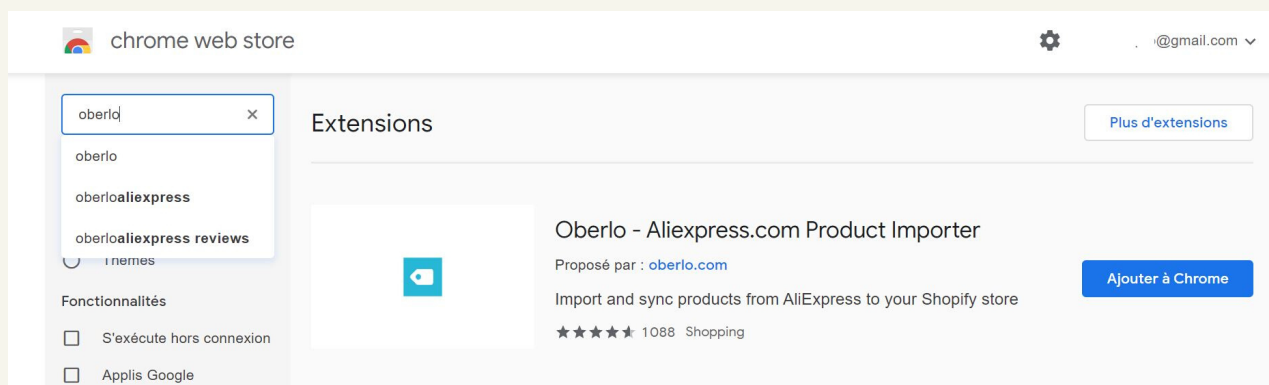 chrome web store
@gmail.com
oberlo
Extensions
Plus d'extensions
oberlo
oberloaliexpress
oberloaliexpress reviews
Thèmes
Fonctionnalités
S'exécute hors connexion
Applis Google
Oberlo - Aliexpress.com Product Importer
Proposé par : oberlo.com
Import and sync products from AliExpress to your Shopify store
1 088 Shopping
Ajouter à Chrome